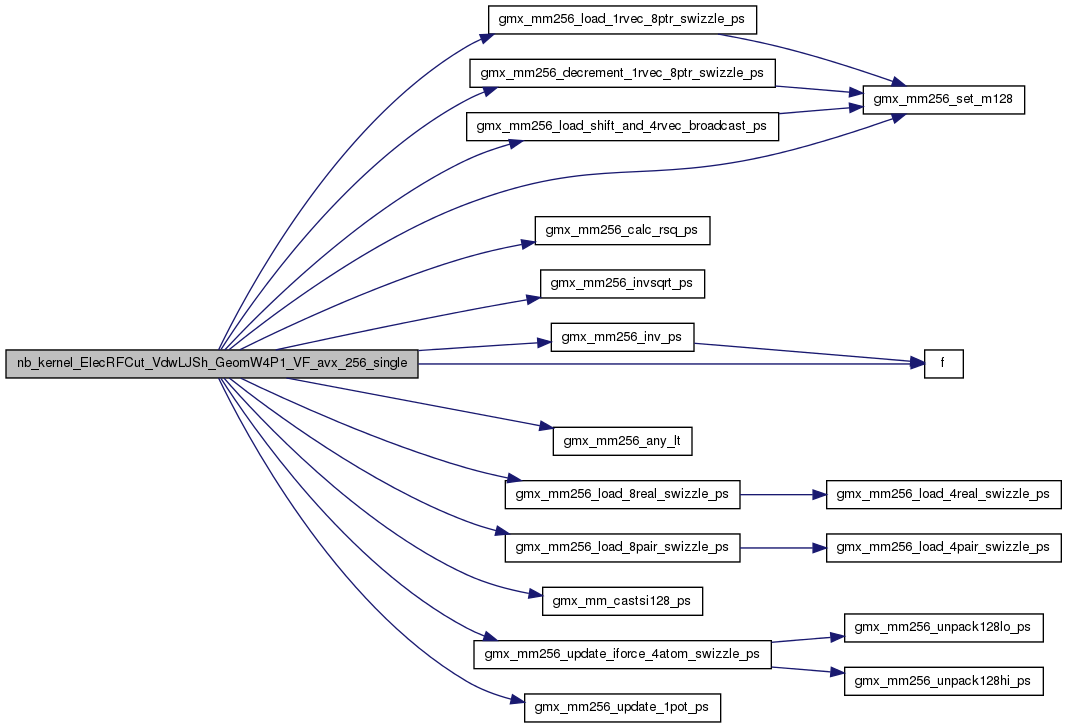 gmx_mm256_load_1rvec_8ptr_swizzle_ps
gmx_mm256_decrement_1rvec_8ptr_swizzle_ps
gmx_mm256_set_m128
gmx_mm256_load_shift_and_4rvec_broadcast_ps
gmx_mm256_calc_rsq_ps
gmx_mm256_invsqrt_ps
gmx_mm256_inv_ps
nb_kernel_ElecRFCut_VdwLJSh_GeomW4P1_VF_avx_256_single
f
gmx_mm256_any_lt
gmx_mm256_load_8real_swizzle_ps
gmx_mm256_load_4real_swizzle_ps
gmx_mm256_load_8pair_swizzle_ps
gmx_mm256_load_4pair_swizzle_ps
gmx_mm_castsi128_ps
gmx_mm256_unpack128lo_ps
gmx_mm256_update_iforce_4atom_swizzle_ps
gmx_mm256_unpack128hi_ps
gmx_mm256_update_1pot_ps